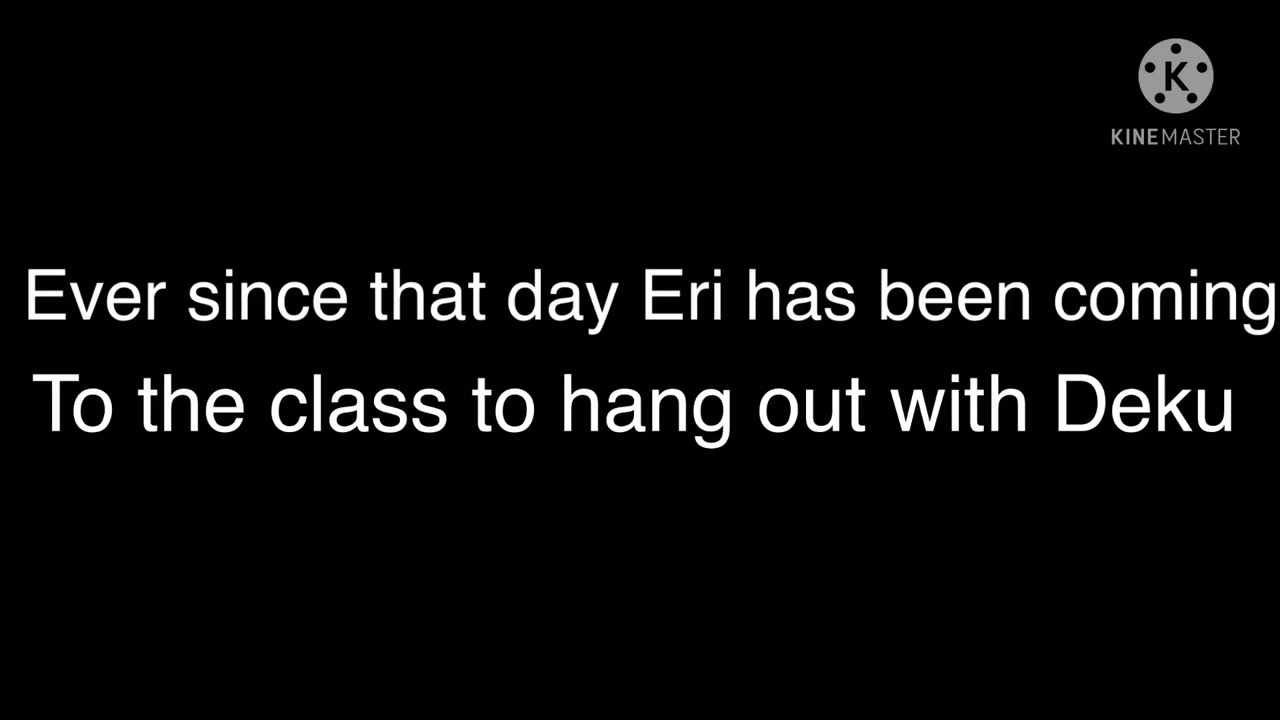 K
KINEMASTER
Ever since that day Eri has been coming
To the class to hang out with Deku